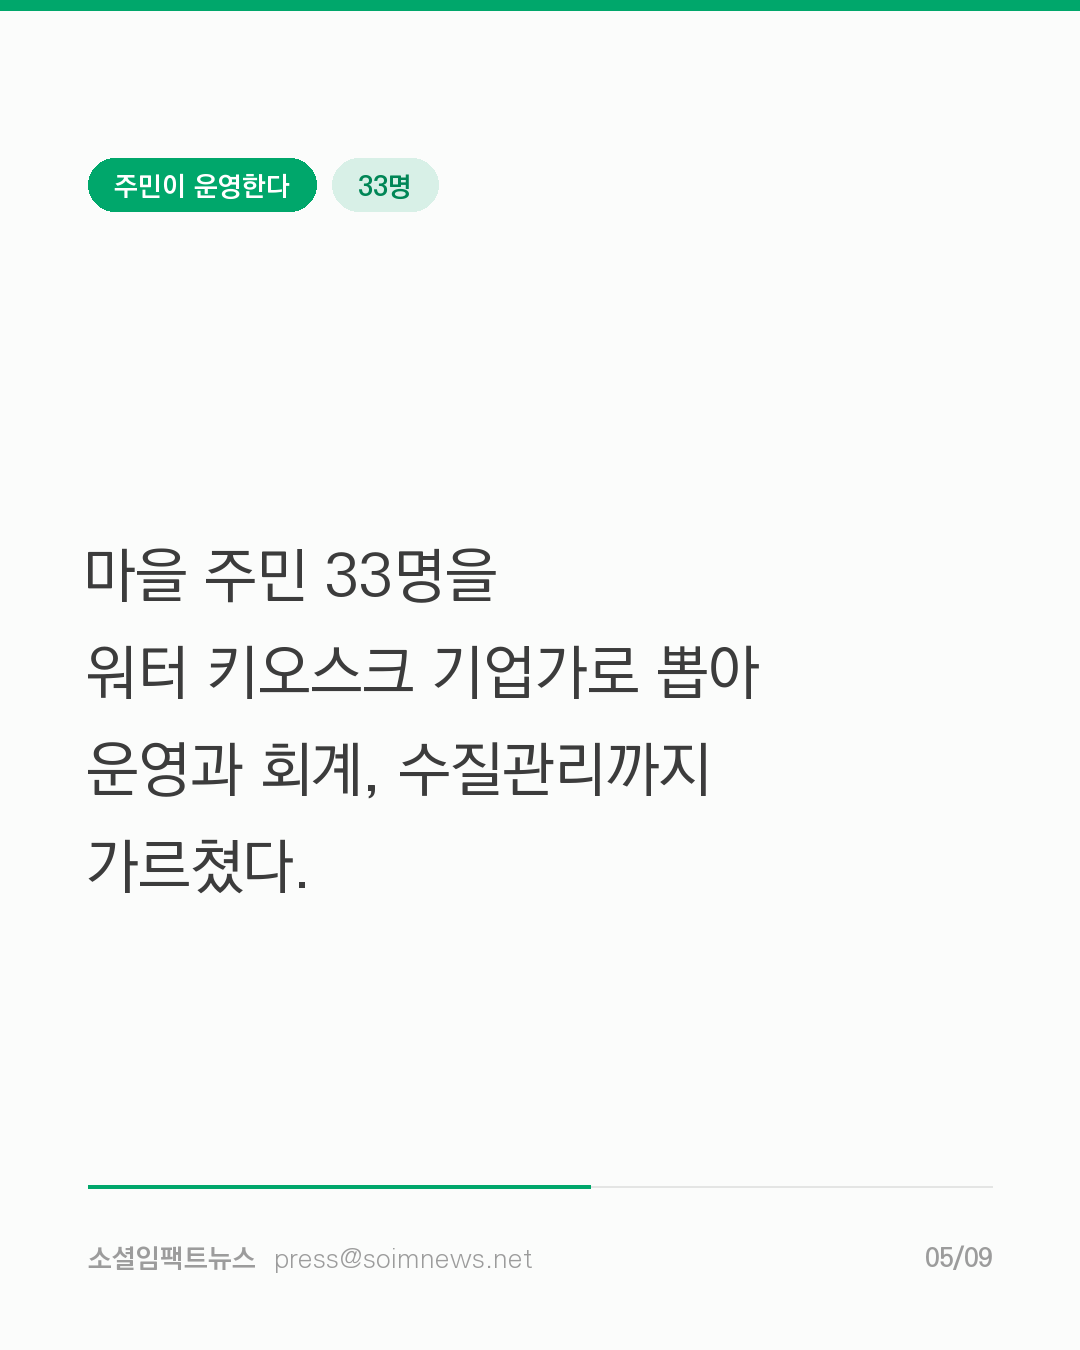 주민이 운영한다 33명
마을 주민 33명을
워터 키오스크 기업가로 뽑아
운영과 회계, 수질관리까지
가르쳤다.
소셜임팩트뉴스 press@soimnews.net 05/09